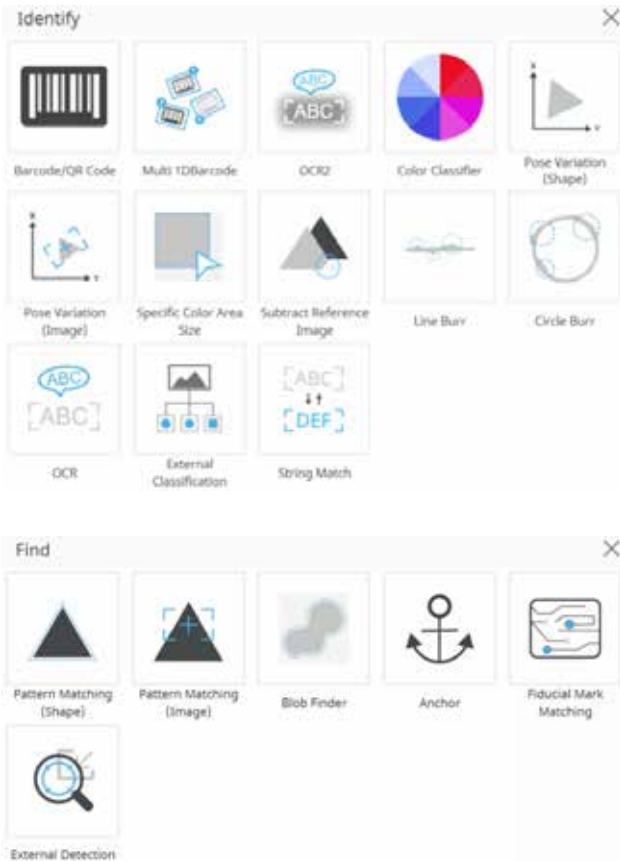 Identify
Barcode/QR Code
Multi 1DBarcode
ABC
ABC
OCR2
Color Classifier
X
Y
Pose Variation
(Shape)
X
Y
Pose Variation
(Image)
Specific Color Area
Size
Subtract Reference
Image
Line Burr
Circle Burr
ABC
ABC
OCR
External
Classification
ABC
DEF
String Match
Find
Pattern Matching
(Shape)
Pattern Matching
(Image)
Blob Finder
Anchor
Fiducial Mark
Matching
External Detection